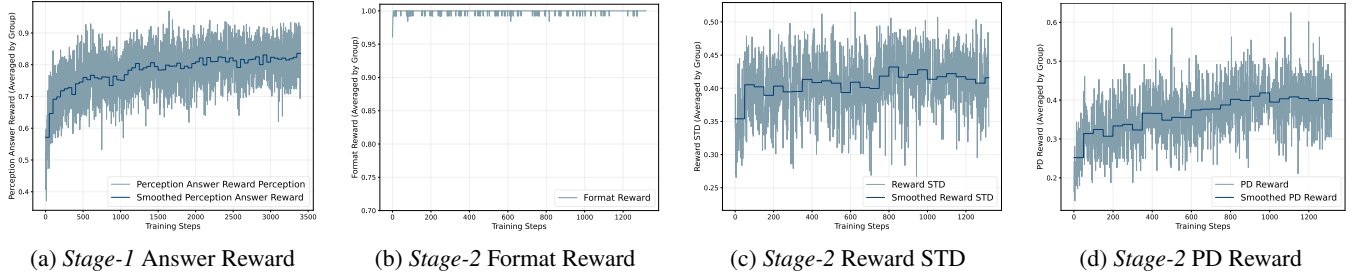 Perception Answer Reward (Averaged by Group)
0.9
0.8
0.7
0.6
0.5
0.4
0 500 1000 1500 2000 2500 3000 3400
Training Steps
Perception Answer Reward Perception
Smoothed Perception Answer Reward
(a) Stage-1 Answer Reward
Format Reward (Averaged by Group)
1.00
0.95
0.90
0.85
0.80
0.75
0.70
0 200 400 600 800 1000 1200
Training Steps
Format Reward
(b) Stage-2 Format Reward
Reward STD (Averaged by Group)
0.50
0.45
0.40
0.35
0.30
0.25
0 200 400 600 800 1000 1200
Training Steps
Reward STD
Smoothed Reward STD
(c) Stage-2 Reward STD
PD Reward (Averaged by Group)
0.6
0.5
0.4
0.3
0.2
0 200 400 600 800 1000 1200
Training Steps
PD Reward
Smoothed PD Reward
(d) Stage-2 PD Reward